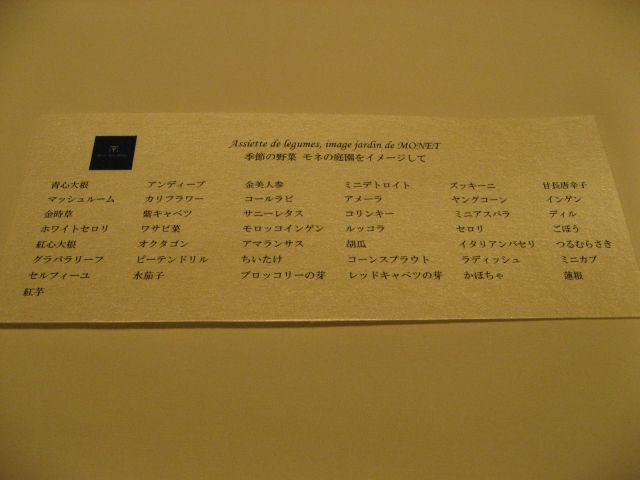 Assiette de legumes, image jardin de MONET
季節の野菜 モネの庭園をイメージして
青心大根 アンディーブ 金美人参 ミニデトロイト ズッキーニ 甘長唐辛子
マッシュルーム カリフラワー コールラビ アメーラ ヤングコーン インゲン
金時草 紫キャベツ サニーレタス コリンキー ミニアスパラ ディル
ホワイトセロリ ワサビ菜 モロッコインゲン ルッコラ セロリ ごぼう
紅心大根 オクタゴン アマランサス 胡瓜 イタリアンパセリ つるむらさき
グラパラリーフ ビーテンドリル ちいたけ コーンスプラウト ラディッシュ ミニカブ
セルフィーユ 永茄子 ブロッコリーの芽 レッドキャベツの芽 かぼちゃ 蓮根
紅芋